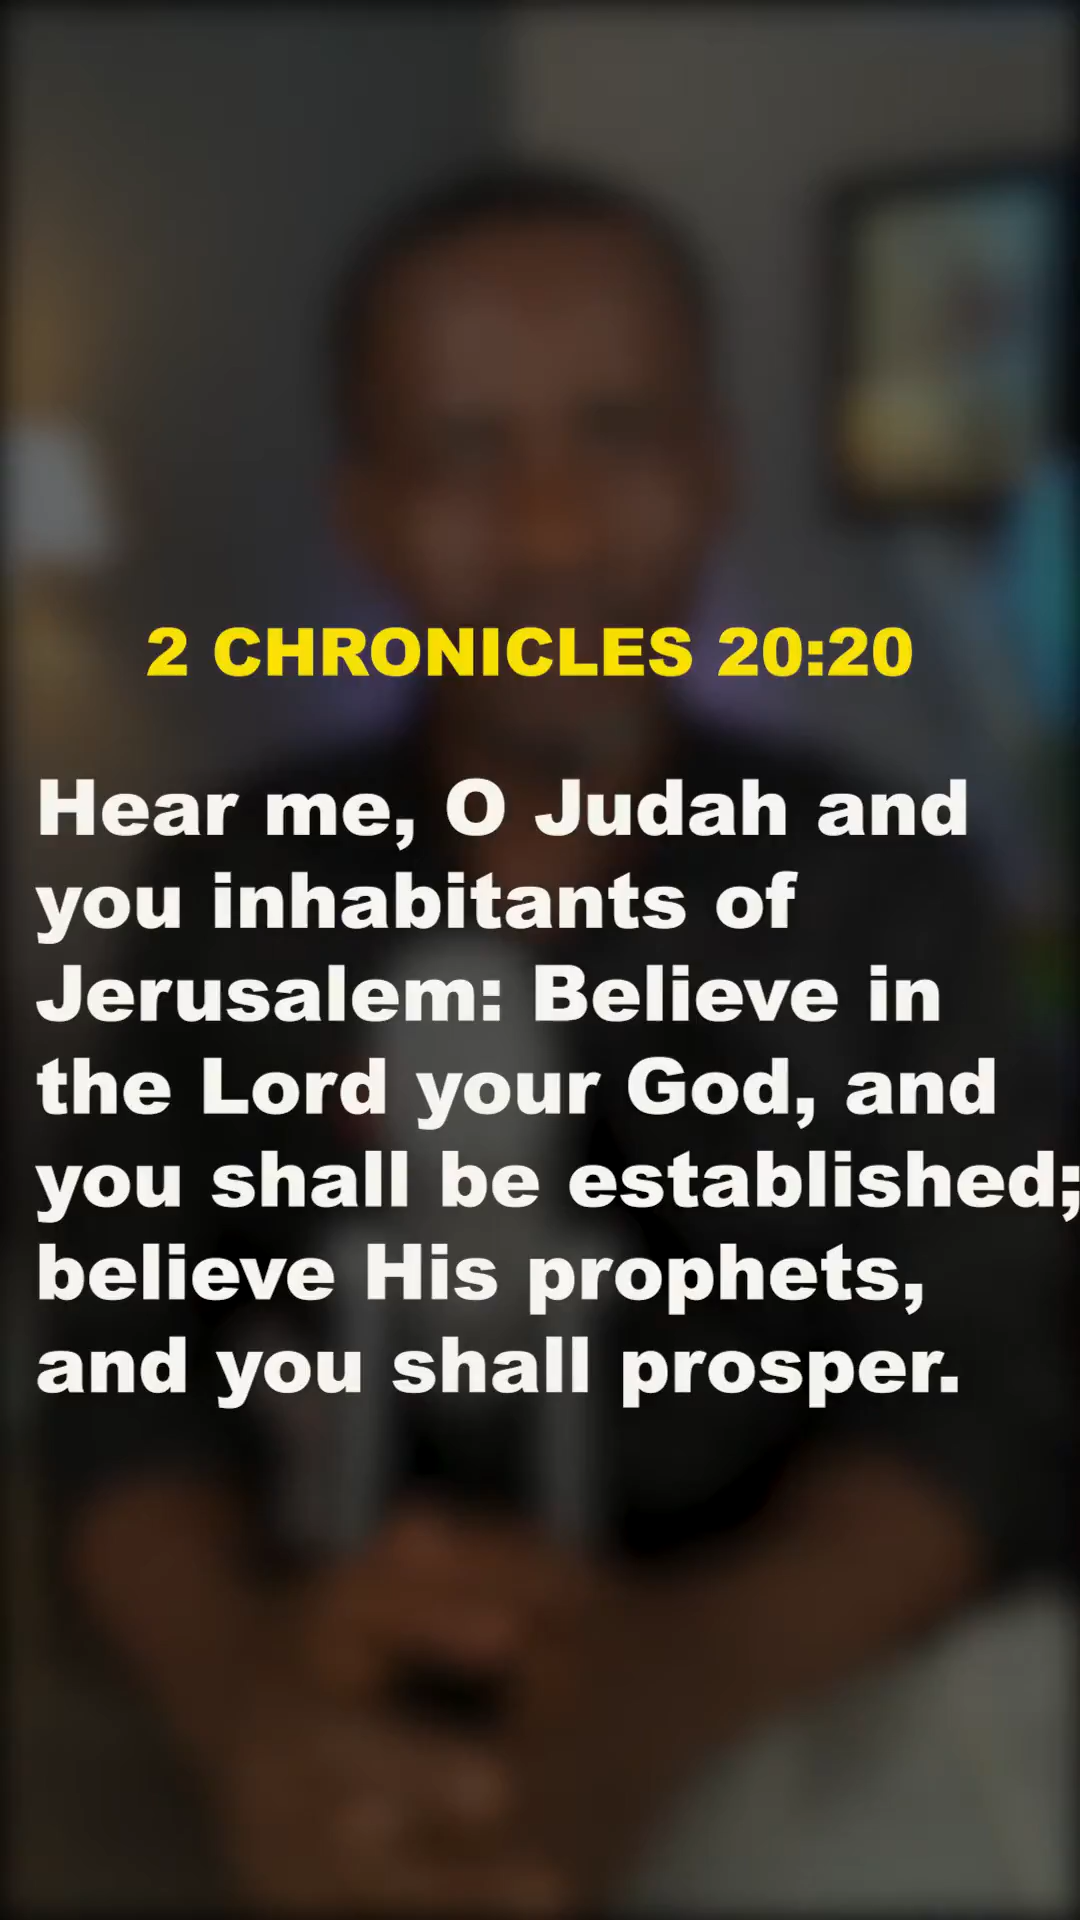 2 CHRONICLES 20:20
Hear me, O Judah and
you inhabitants of
Jerusalem: Believe in
the Lord your God, and
you shall be established;
believe His prophets,
and you shall prosper.